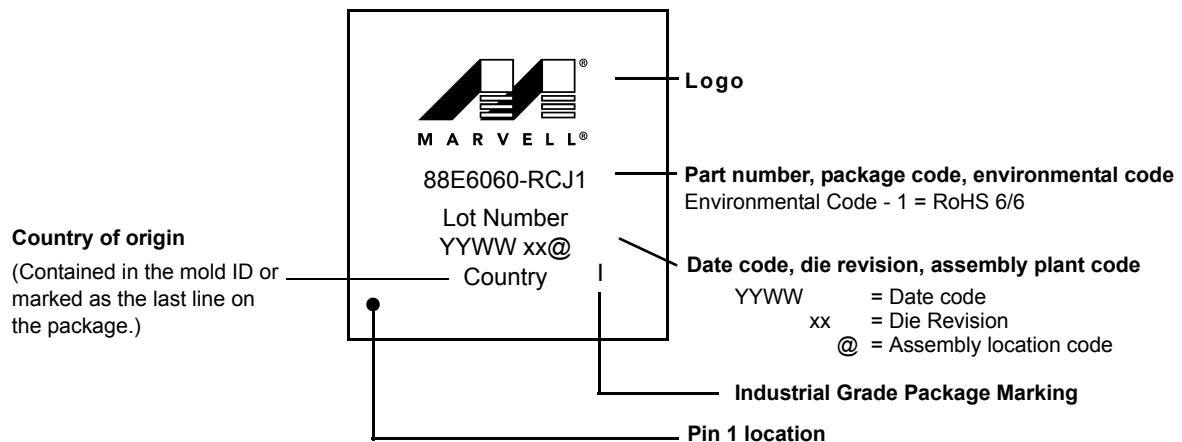 ®
MARVELL®
88E6060-RCJ1
Lot Number
YYWW xx@
Country I
Logo
Part number, package code, environmental code
Environmental Code - 1 = RoHS 6/6
Date code, die revision, assembly plant code
YYWW = Date code
xx = Die Revision
@ = Assembly location code
Industrial Grade Package Marking
Pin 1 location
Country of origin
(Contained in the mold ID or
marked as the last line on
the package.)